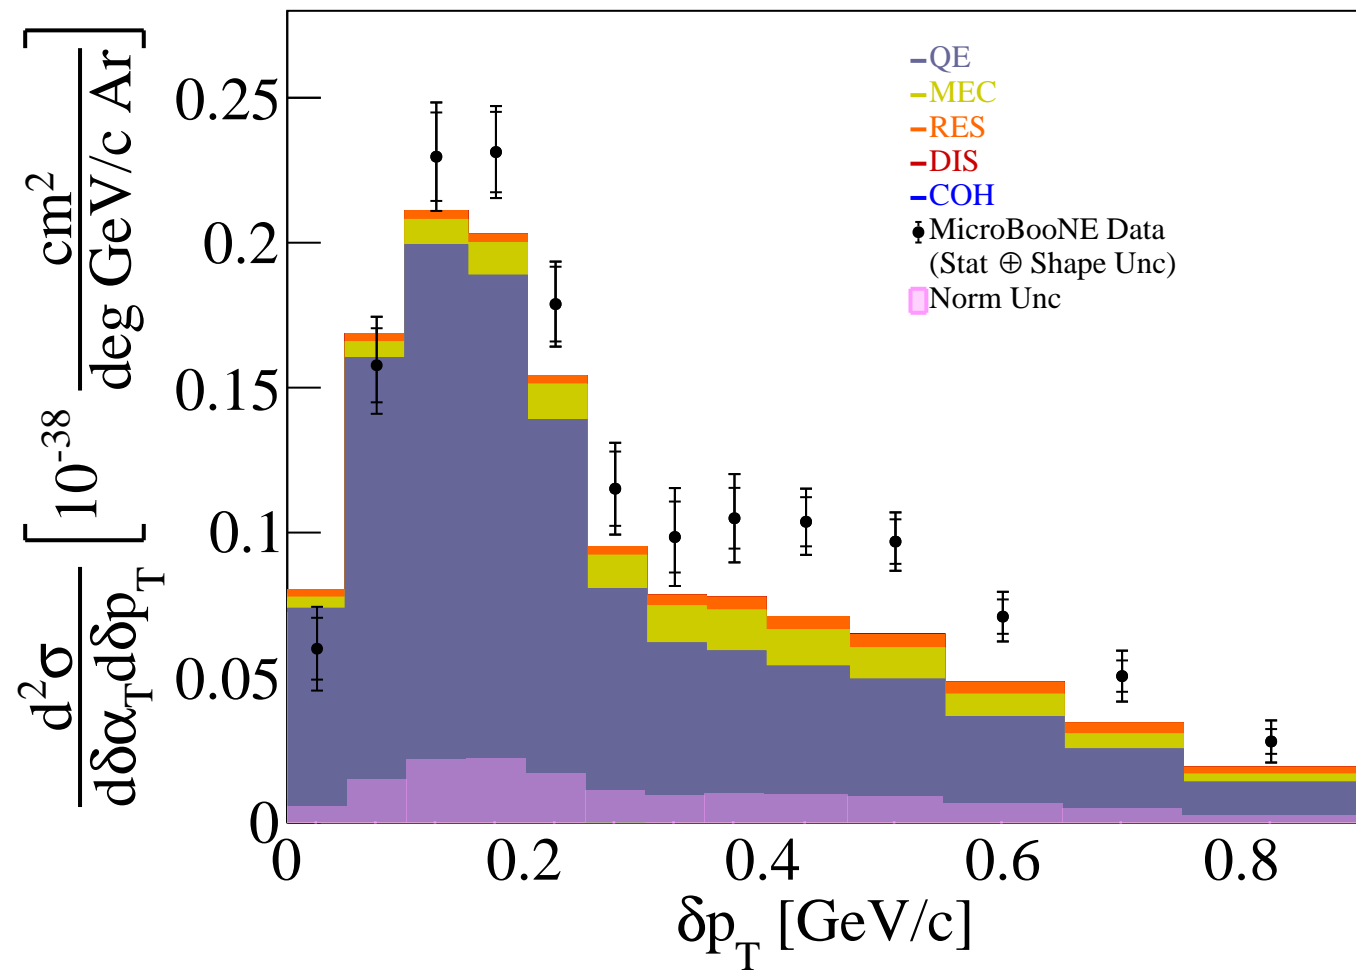 d²σ / dδα_T dδp_T [10⁻³⁸ cm² / deg GeV/c Ar]
0.25
0.2
0.15
0.1
0.05
0
QE
MEC
RES
DIS
COH
MicroBooNE Data
(Stat ⊕ Shape Unc)
Norm Unc
0 0.2 0.4 0.6 0.8
δp_T [GeV/c]